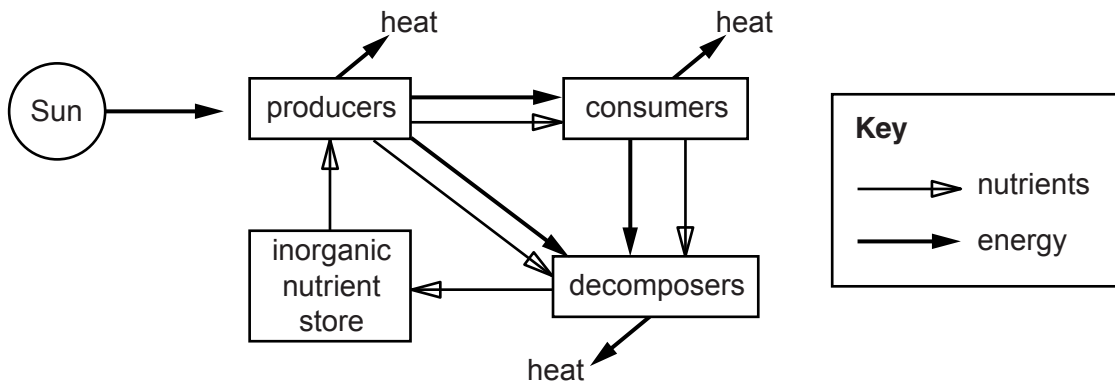 heat
heat
Sun
producers
consumers
Key
nutrients
energy
inorganic
nutrient
store
decomposers
heat